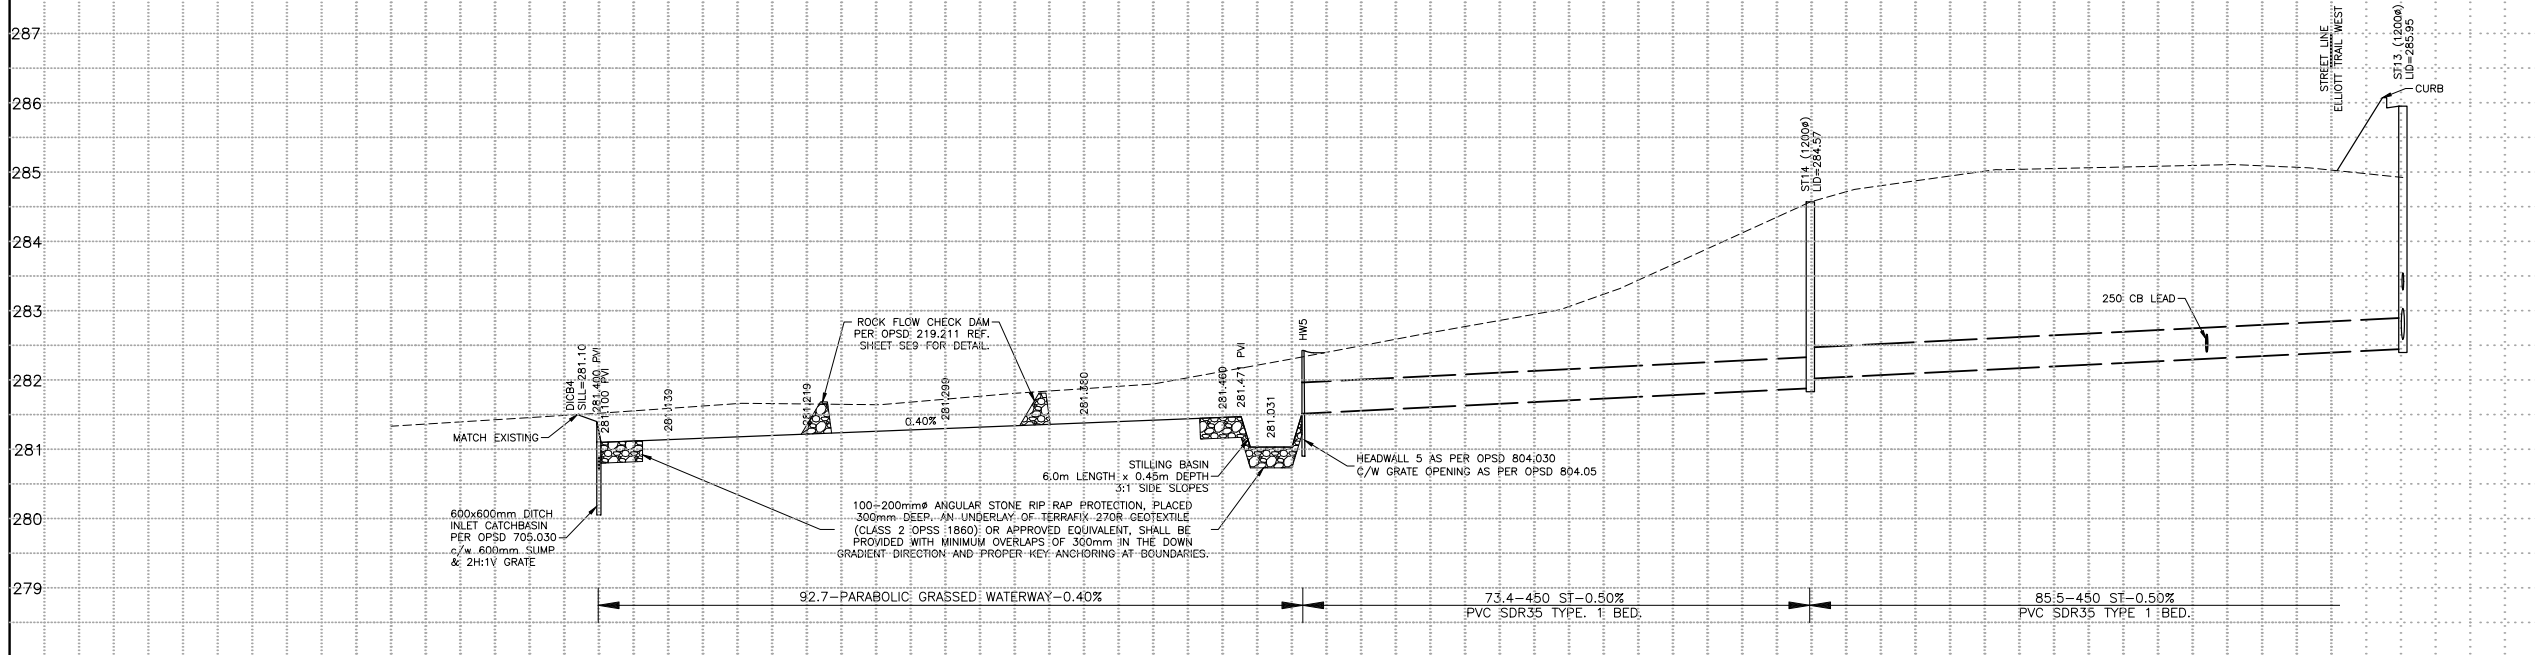 287
286
285
284
283
282
281
280
279
STREET LINE
ELLIOTT TRAIL WEST
ST13 (1200ø)
LID=285.95
CURB
ST14 (1200ø)
LID=284.57
250 CB LEAD
HW5
ROCK FLOW CHECK DAM
PER OPSD 219.211 REF.
SHEET SE9 FOR DETAIL.
DICB4
SILL=281.10
281.400 PVI
281.100 PVI
281.139
281.219
281.299
281.380
281.460
281.471 PVI
281.031
0.40%
MATCH EXISTING
STILLING BASIN
6.0m LENGTH x 0.45m DEPTH
3:1 SIDE SLOPES
HEADWALL 5 AS PER OPSD 804.030
C/W GRATE OPENING AS PER OPSD 804.05
600x600mm DITCH
INLET CATCHBASIN
PER OPSD 705.030
c/w 600mm SUMP
& 2H:1V GRATE
100-200mmø ANGULAR STONE RIP RAP PROTECTION, PLACED
300mm DEEP. AN UNDERLAY OF TERRAFIX 270R GEOTEXTILE
(CLASS 2 OPSS 1860) OR APPROVED EQUIVALENT, SHALL BE
PROVIDED WITH MINIMUM OVERLAPS OF 300mm IN THE DOWN
GRADIENT DIRECTION AND PROPER KEY ANCHORING AT BOUNDARIES.
92.7-PARABOLIC GRASSED WATERWAY-0.40%
73.4-450 ST-0.50%
PVC SDR35 TYPE. 1 BED.
85.5-450 ST-0.50%
PVC SDR35 TYPE 1 BED.